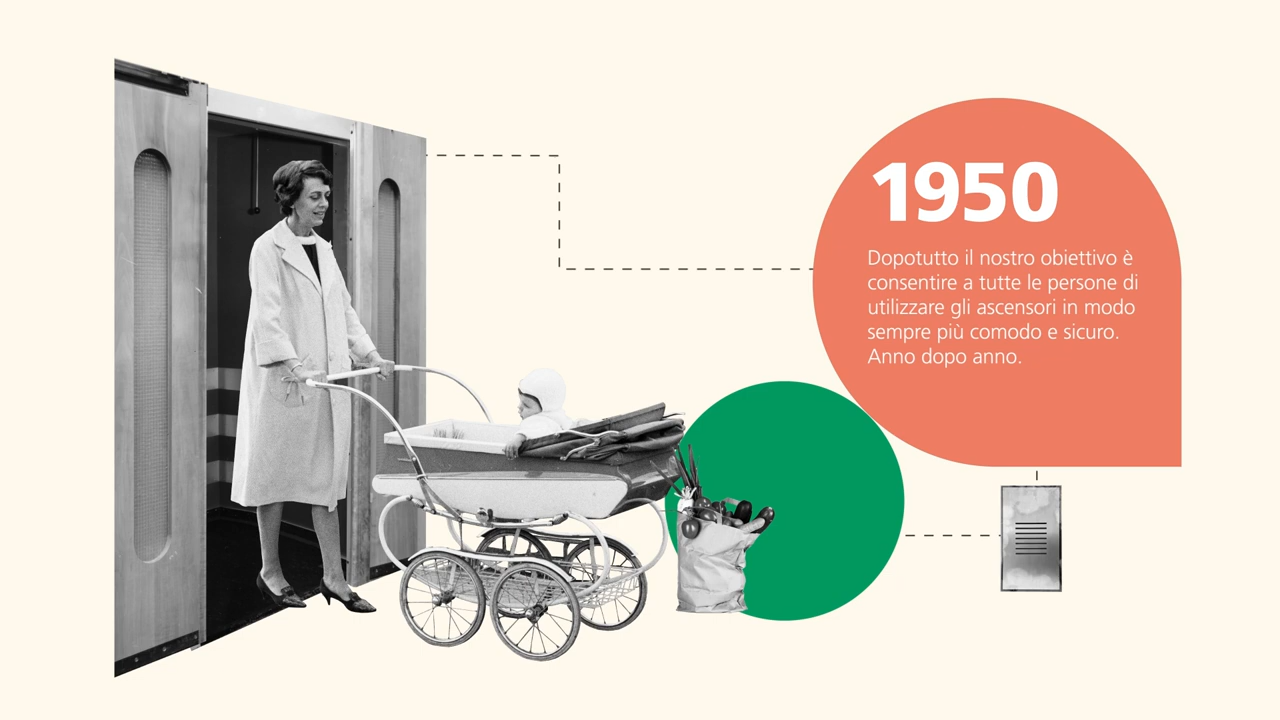 1950
Dopotutto il nostro obiettivo è
consentire a tutte le persone di
utilizzare gli ascensori in modo
sempre più comodo e sicuro.
Anno dopo anno.